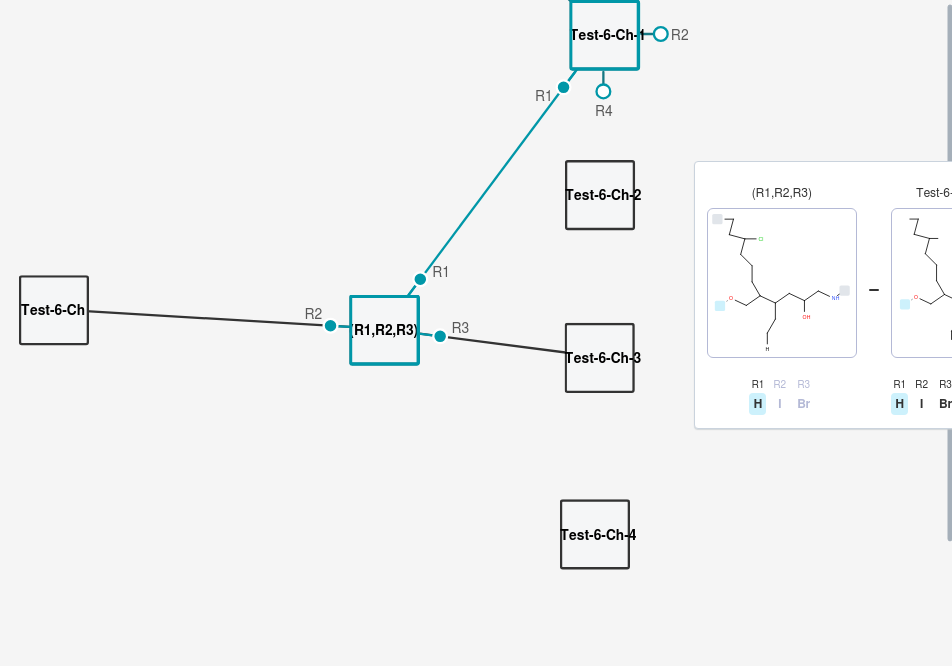 Test-6-Ch-1
R2
R1
R4
Test-6-Ch-2
(R1,R2,R3)
Test-6-
Cl
O
NH
OH
H
O
–
R1
Test-6-Ch
R2
(R1,R2,R3)
R3
Test-6-Ch-3
R1 R2 R3
H I Br
R1 R2 R3
H I Br
Test-6-Ch-4